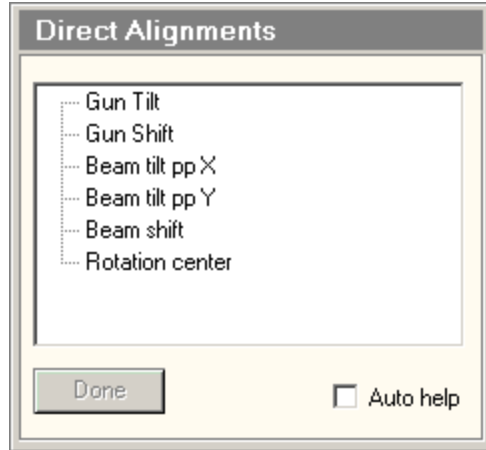 Direct Alignments
Gun Tilt
Gun Shift
Beam tilt pp X
Beam tilt pp Y
Beam shift
Rotation center
Done
Auto help